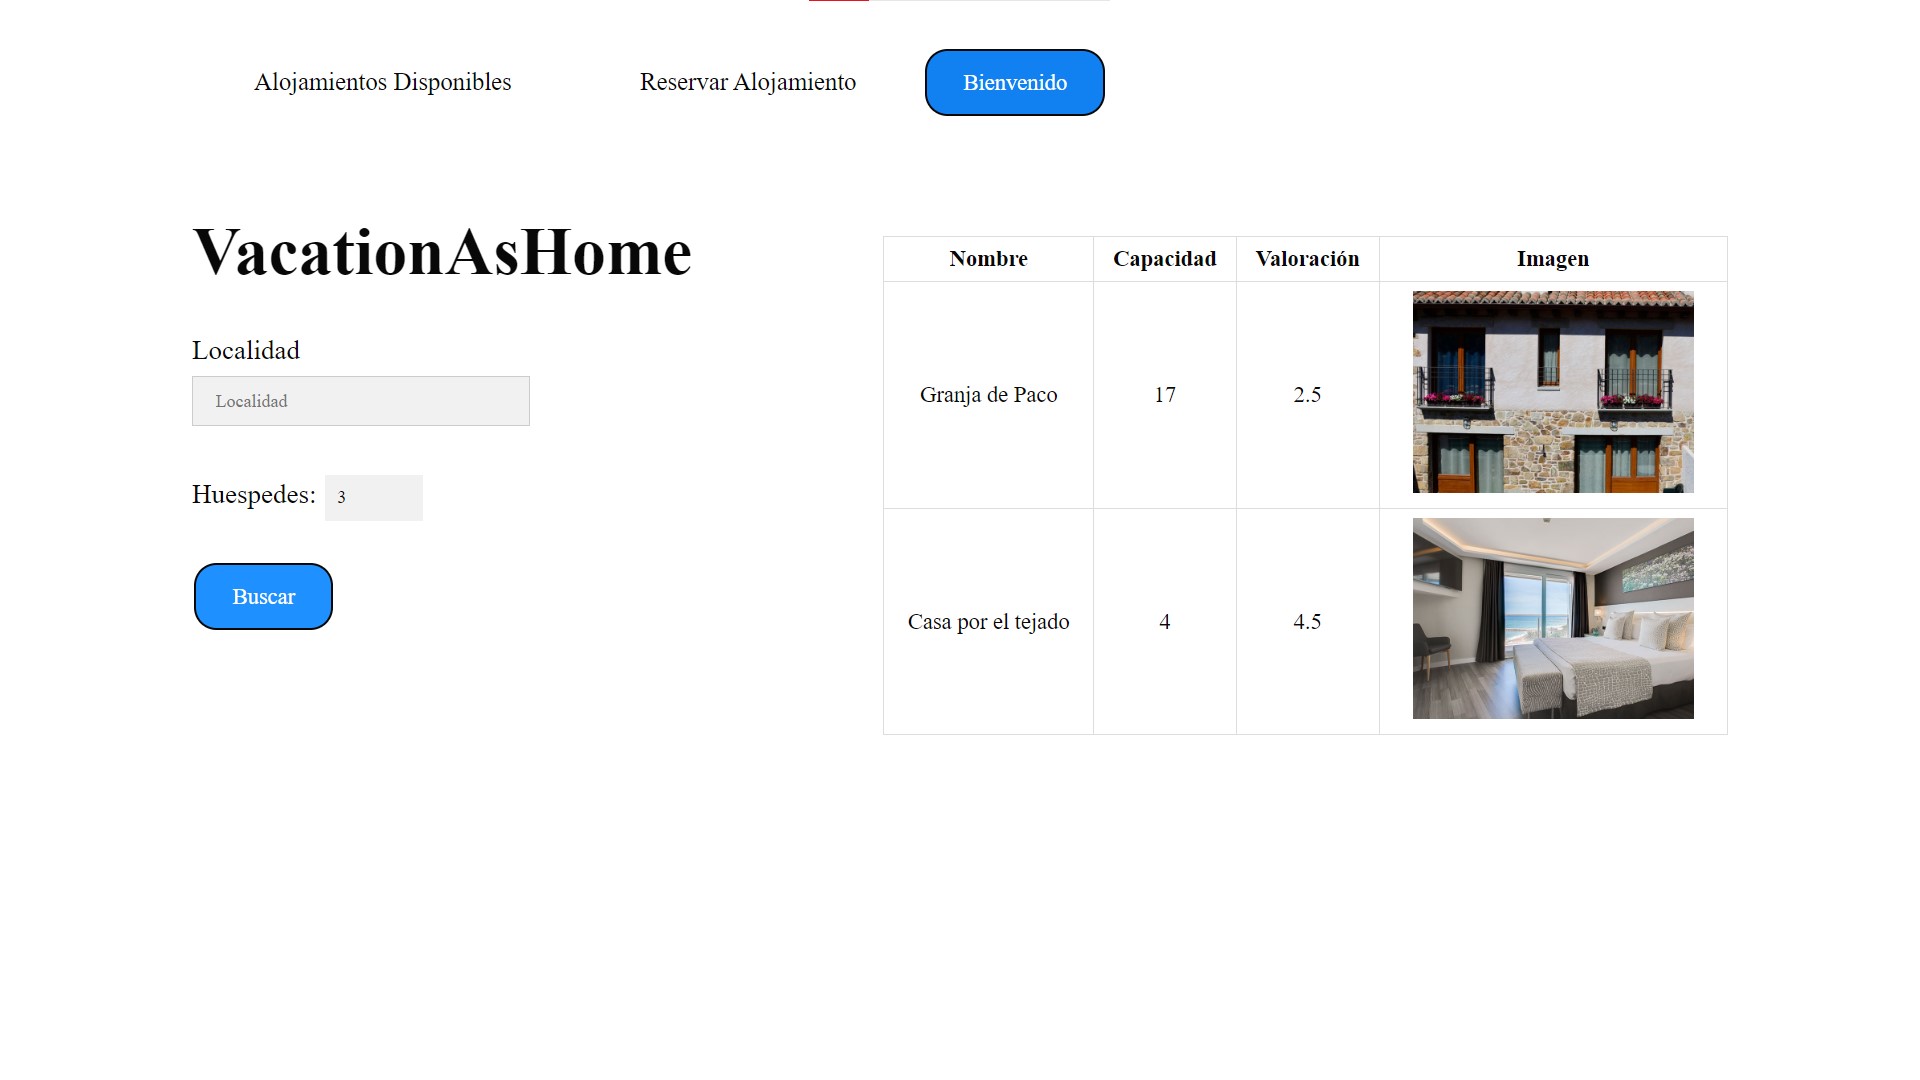 Alojamientos Disponibles
Reservar Alojamiento
Bienvenido
VacationAsHome
Localidad
Localidad
Huespedes: 3
Buscar
Nombre Capacidad Valoración Imagen
Granja de Paco 17 2.5
Casa por el tejado 4 4.5